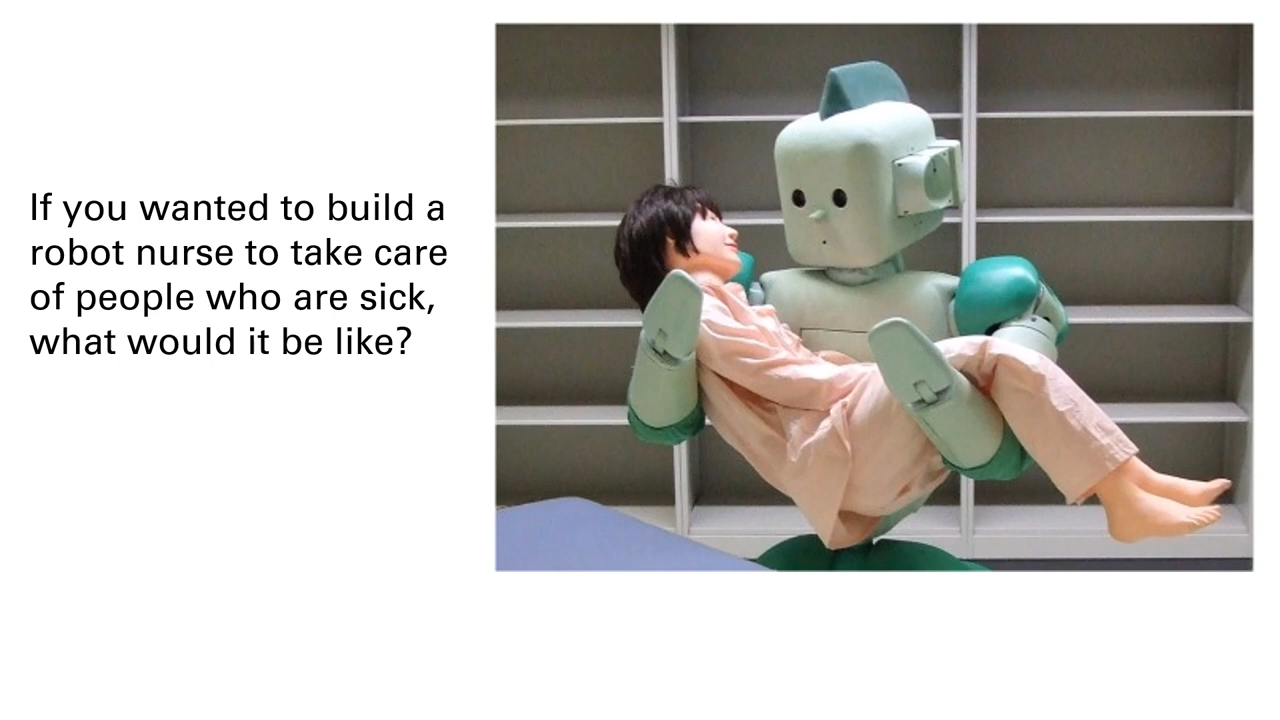 If you wanted to build a
robot nurse to take care
of people who are sick,
what would it be like?